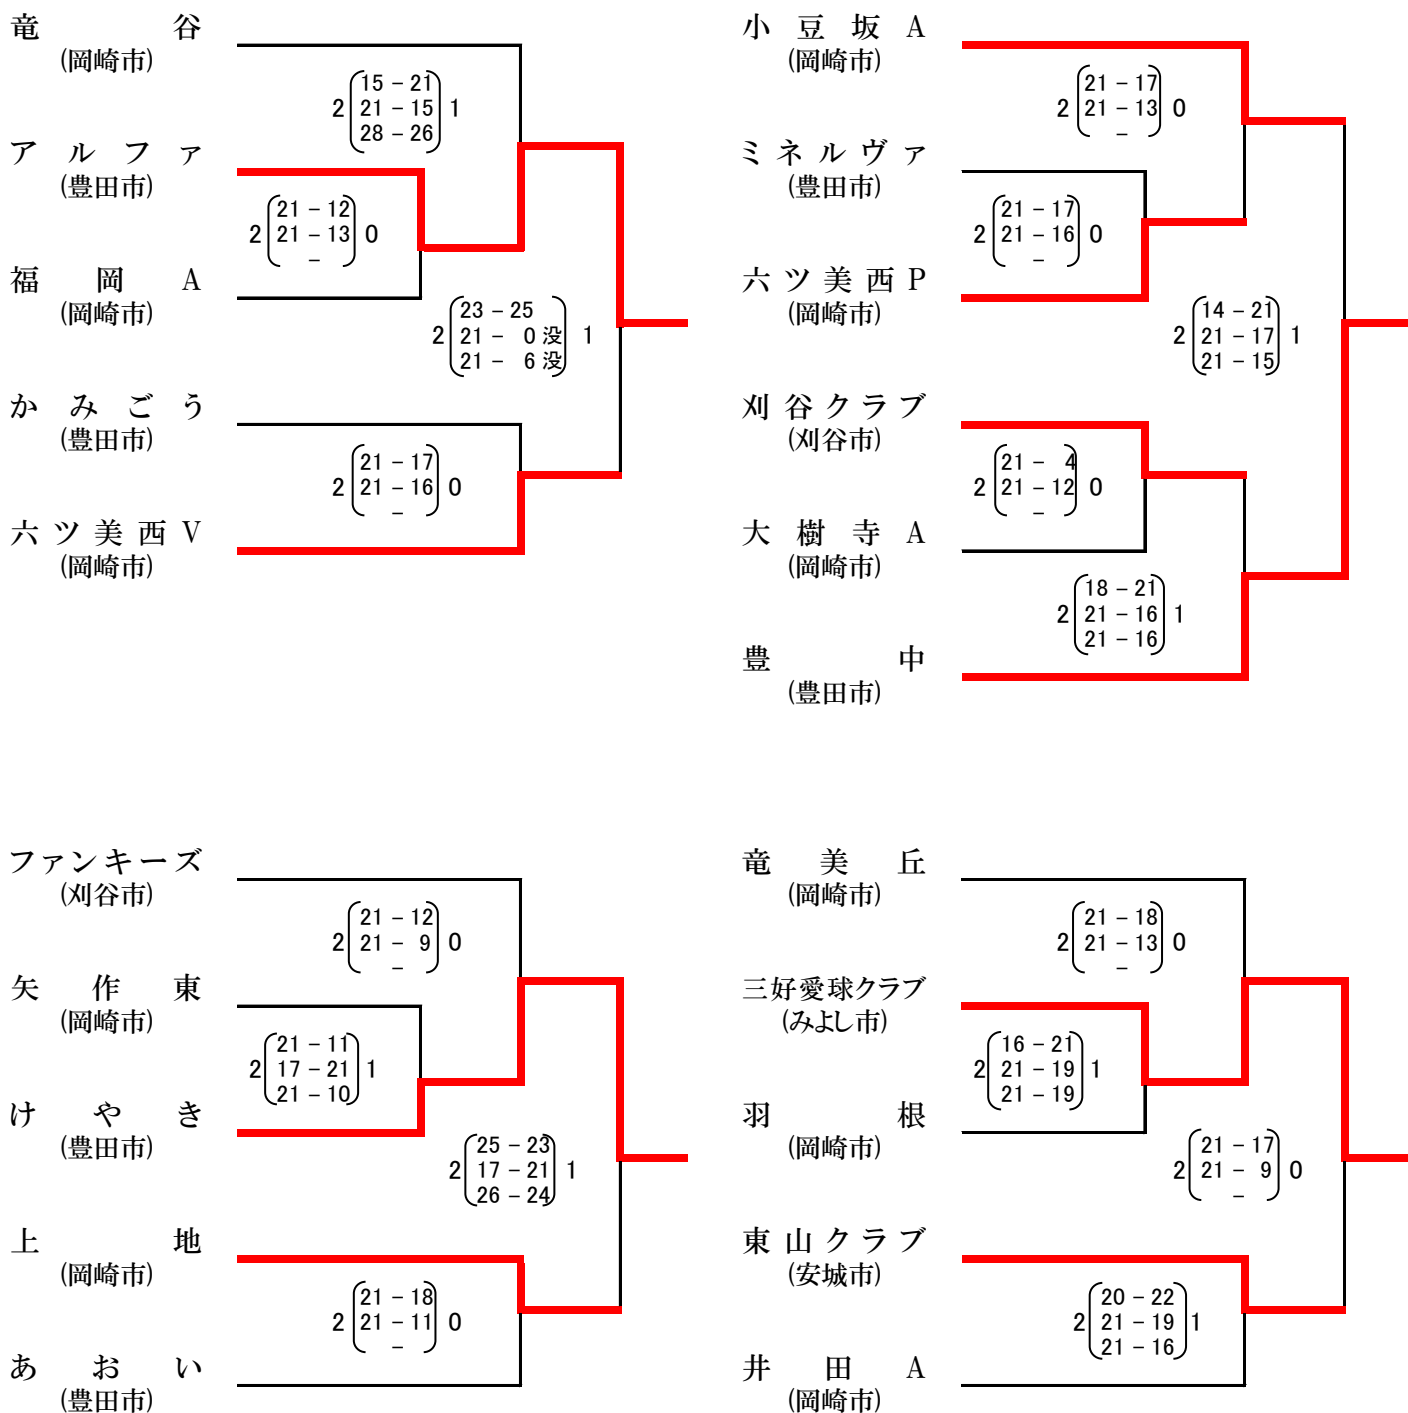 竜谷
(岡崎市)
2 15 – 21 1
21 – 15
28 – 26
アルファ
(豊田市)
2 21 – 12 0
21 – 13
–
福岡A
(岡崎市)
2 23 – 25 1
21 – 0 没
21 – 6 没
かみごう
(豊田市)
2 21 – 17 0
21 – 16
–
六ツ美西V
(岡崎市)
小豆坂A
(岡崎市)
2 21 – 17 0
21 – 13
–
ミネルヴァ
(豊田市)
2 21 – 17 0
21 – 16
–
六ツ美西P
(岡崎市)
2 14 – 21 1
21 – 17
21 – 15
刈谷クラブ
(刈谷市)
2 21 – 4 0
21 – 12
–
大樹寺A
(岡崎市)
2 18 – 21 1
21 – 16
21 – 16
豊中
(豊田市)
ファンキーズ
(刈谷市)
2 21 – 12 0
21 – 9
–
矢作東
(岡崎市)
2 21 – 11 1
17 – 21
21 – 10
けやき
(豊田市)
2 25 – 23 1
17 – 21
26 – 24
上地
(岡崎市)
2 21 – 18 0
21 – 11
–
あおい
(豊田市)
竜美丘
(岡崎市)
2 21 – 18 0
21 – 13
–
三好愛球クラブ
(みよし市)
2 16 – 21 1
21 – 19
21 – 19
羽根
(岡崎市)
2 21 – 17 0
21 – 9
–
東山クラブ
(安城市)
2 20 – 22 1
21 – 19
21 – 16
井田A
(岡崎市)